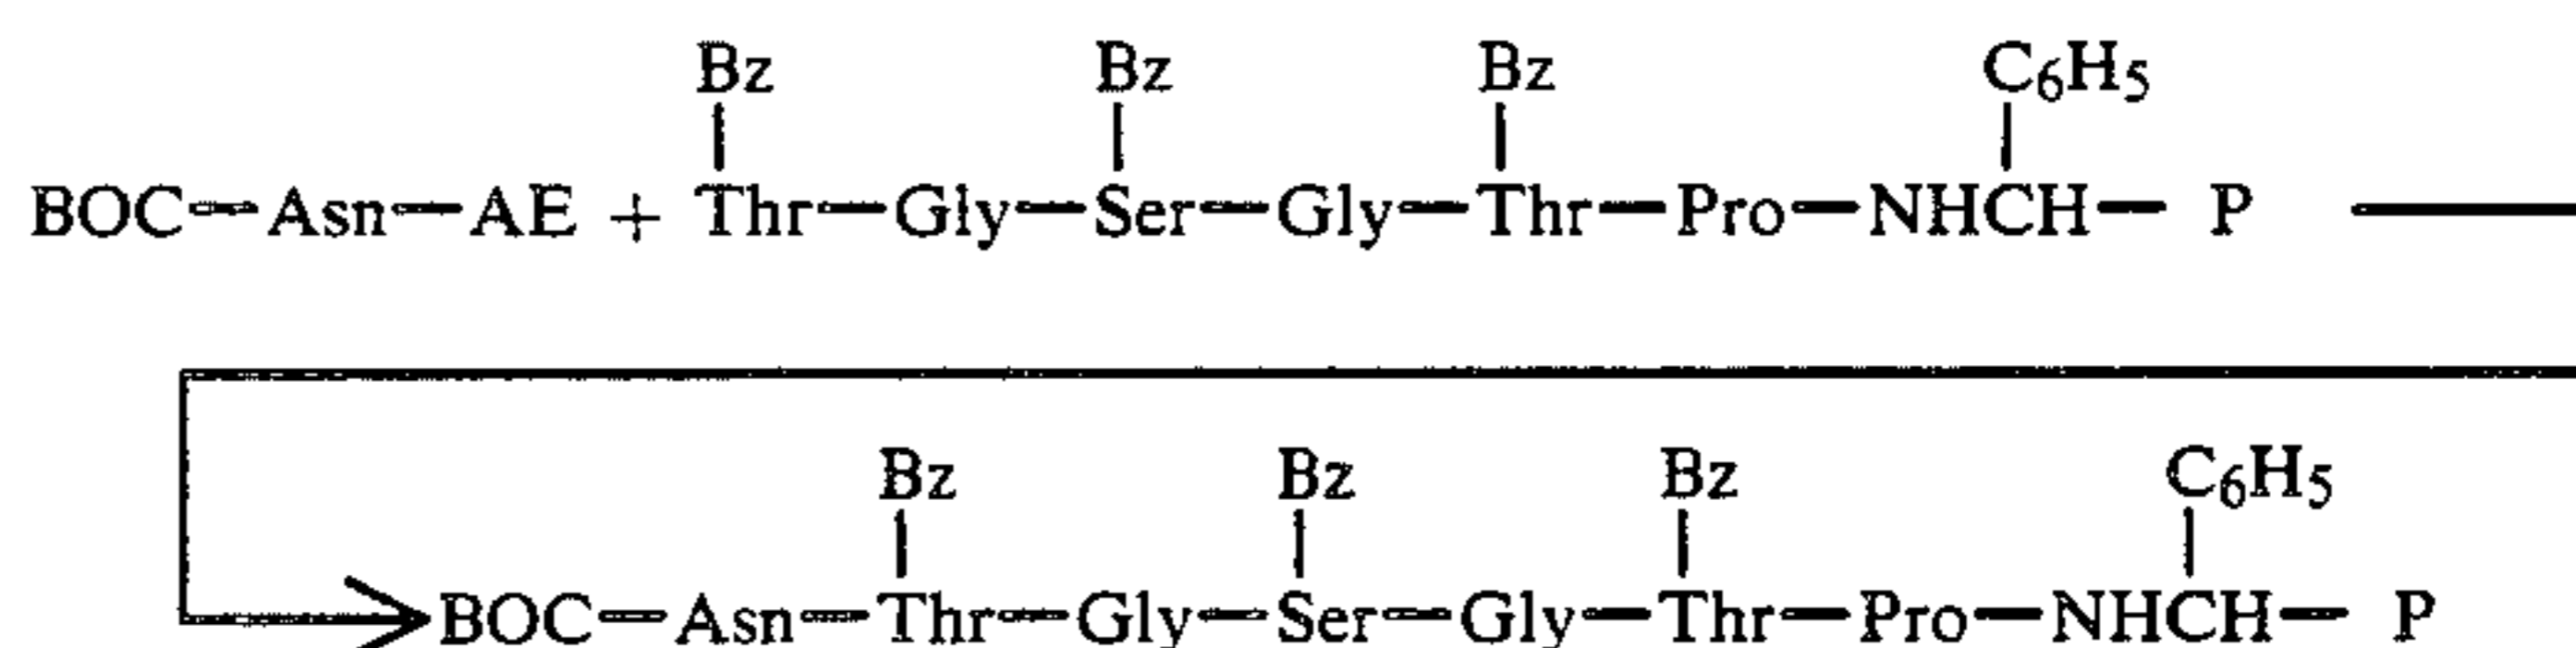 Bz Bz Bz C6H5
BOC—Asn—AE + Thr—Gly—Ser—Gly—Thr—Pro—NHCH— P
Bz Bz Bz C6H5
BOC—Asn—Thr—Gly—Ser—Gly—Thr—Pro—NHCH— P